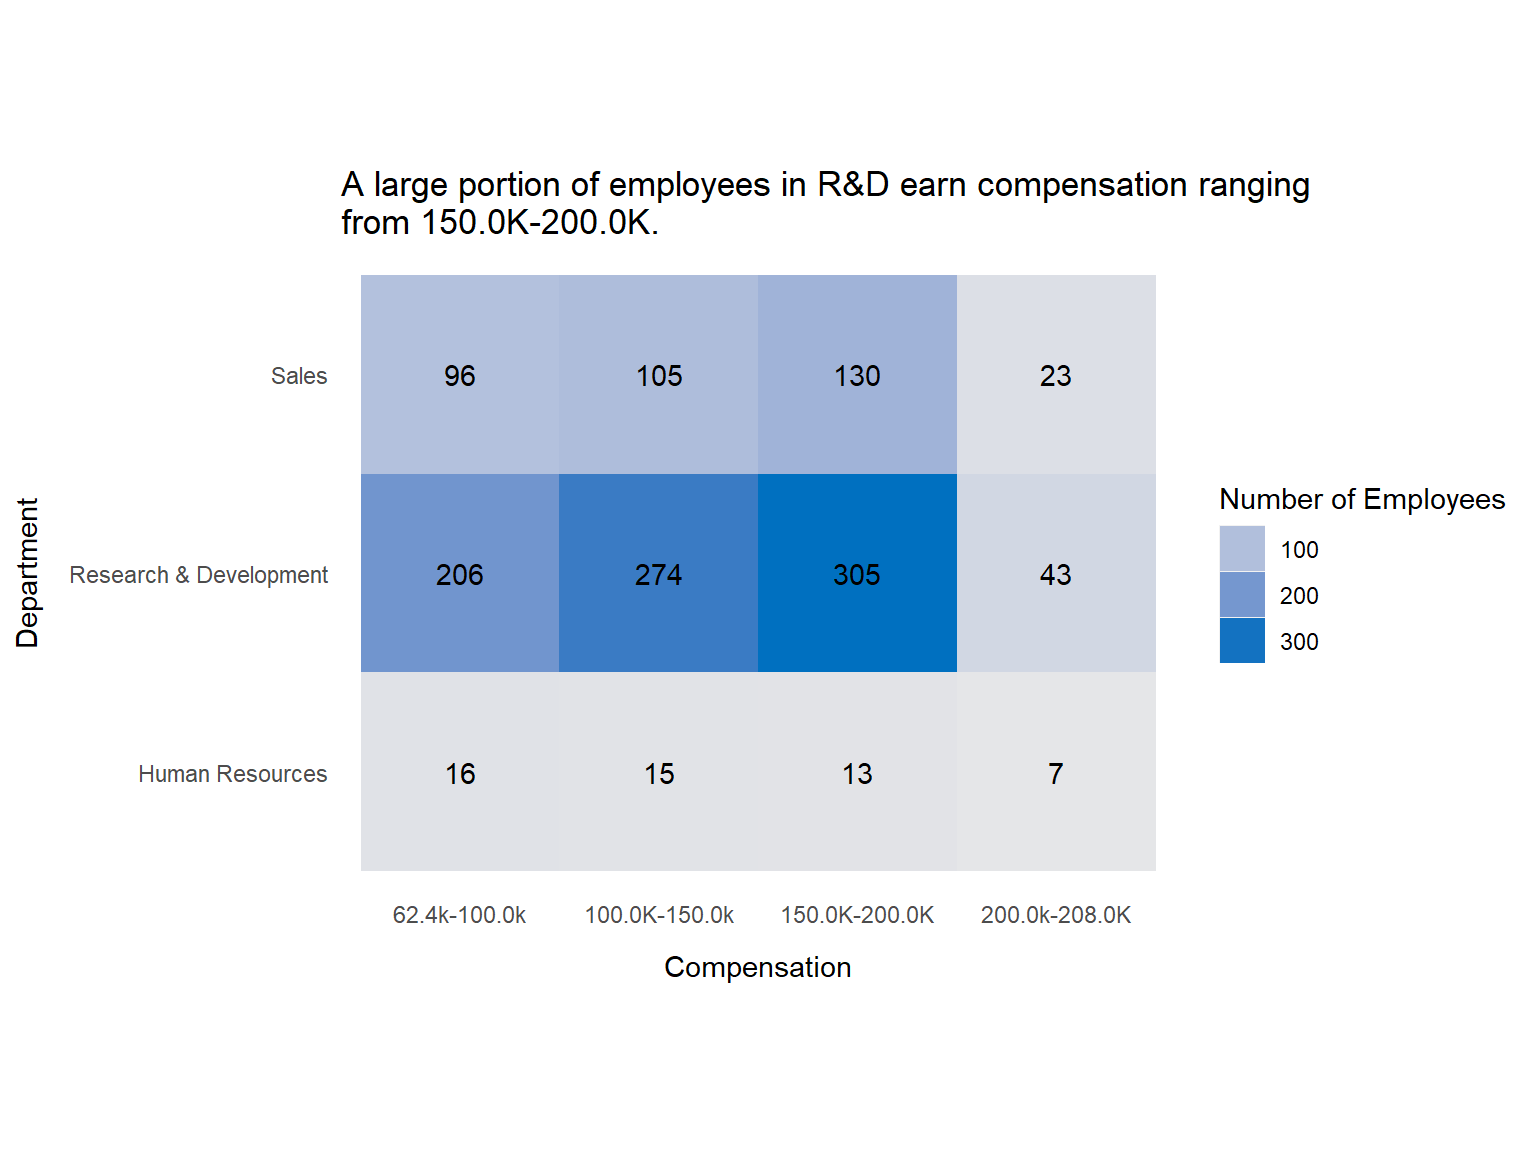 A large portion of employees in R&D earn compensation ranging
from 150.0K-200.0K.
Department
Sales
96 105 130 23
Research & Development
206 274 305 43
Human Resources
16 15 13 7
62.4k-100.0k 100.0K-150.0k 150.0K-200.0K 200.0k-208.0K
Compensation
Number of Employees
100
200
300